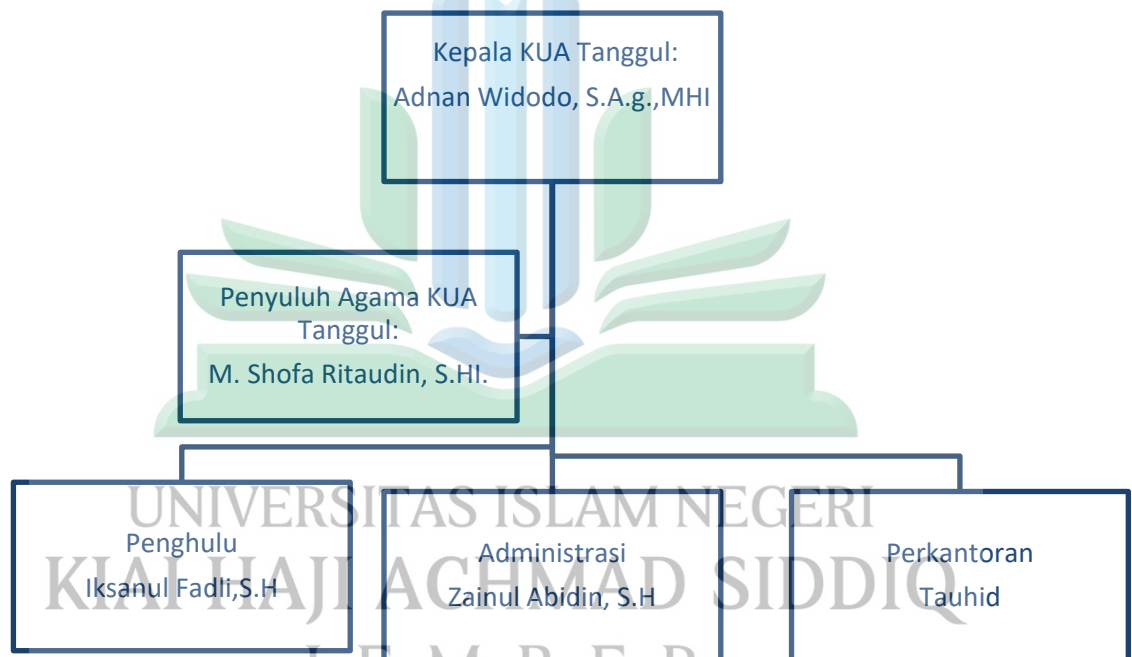 Kepala KUA Tanggul:
Adnan Widodo, S.A.g.,MHI
Penyuluh Agama KUA
Tanggul:
M. Shofa Ritaudin, S.HI.
UNIVERSITAS ISLAM NEGERI
KIAI HAJI ACHMAD SIDDIQ
J E M B E R
Penghulu
Iksanul Fadli,S.H
Administrasi
Zainul Abidin, S.H
Perkantoran
Tauhid